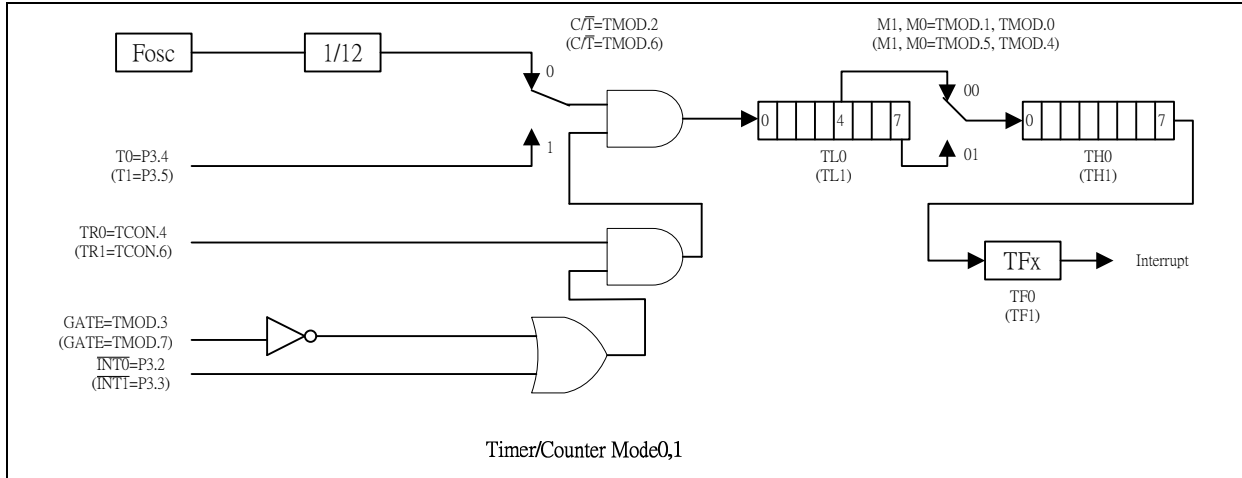 C/T̅=TMOD.2
(C/T̅=TMOD.6)
M1, M0=TMOD.1, TMOD.0
(M1, M0=TMOD.5, TMOD.4)
Fosc
1/12
0
1
00
01
0
4
7
0
7
T0=P3.4
(T1=P3.5)
TL0
(TL1)
TH0
(TH1)
TR0=TCON.4
(TR1=TCON.6)
TFx
Interrupt
TF0
(TF1)
GATE=TMOD.3
(GATE=TMOD.7)
I̅N̅T̅0̅=P3.2
(I̅N̅T̅1̅=P3.3)
Timer/Counter Mode0,1